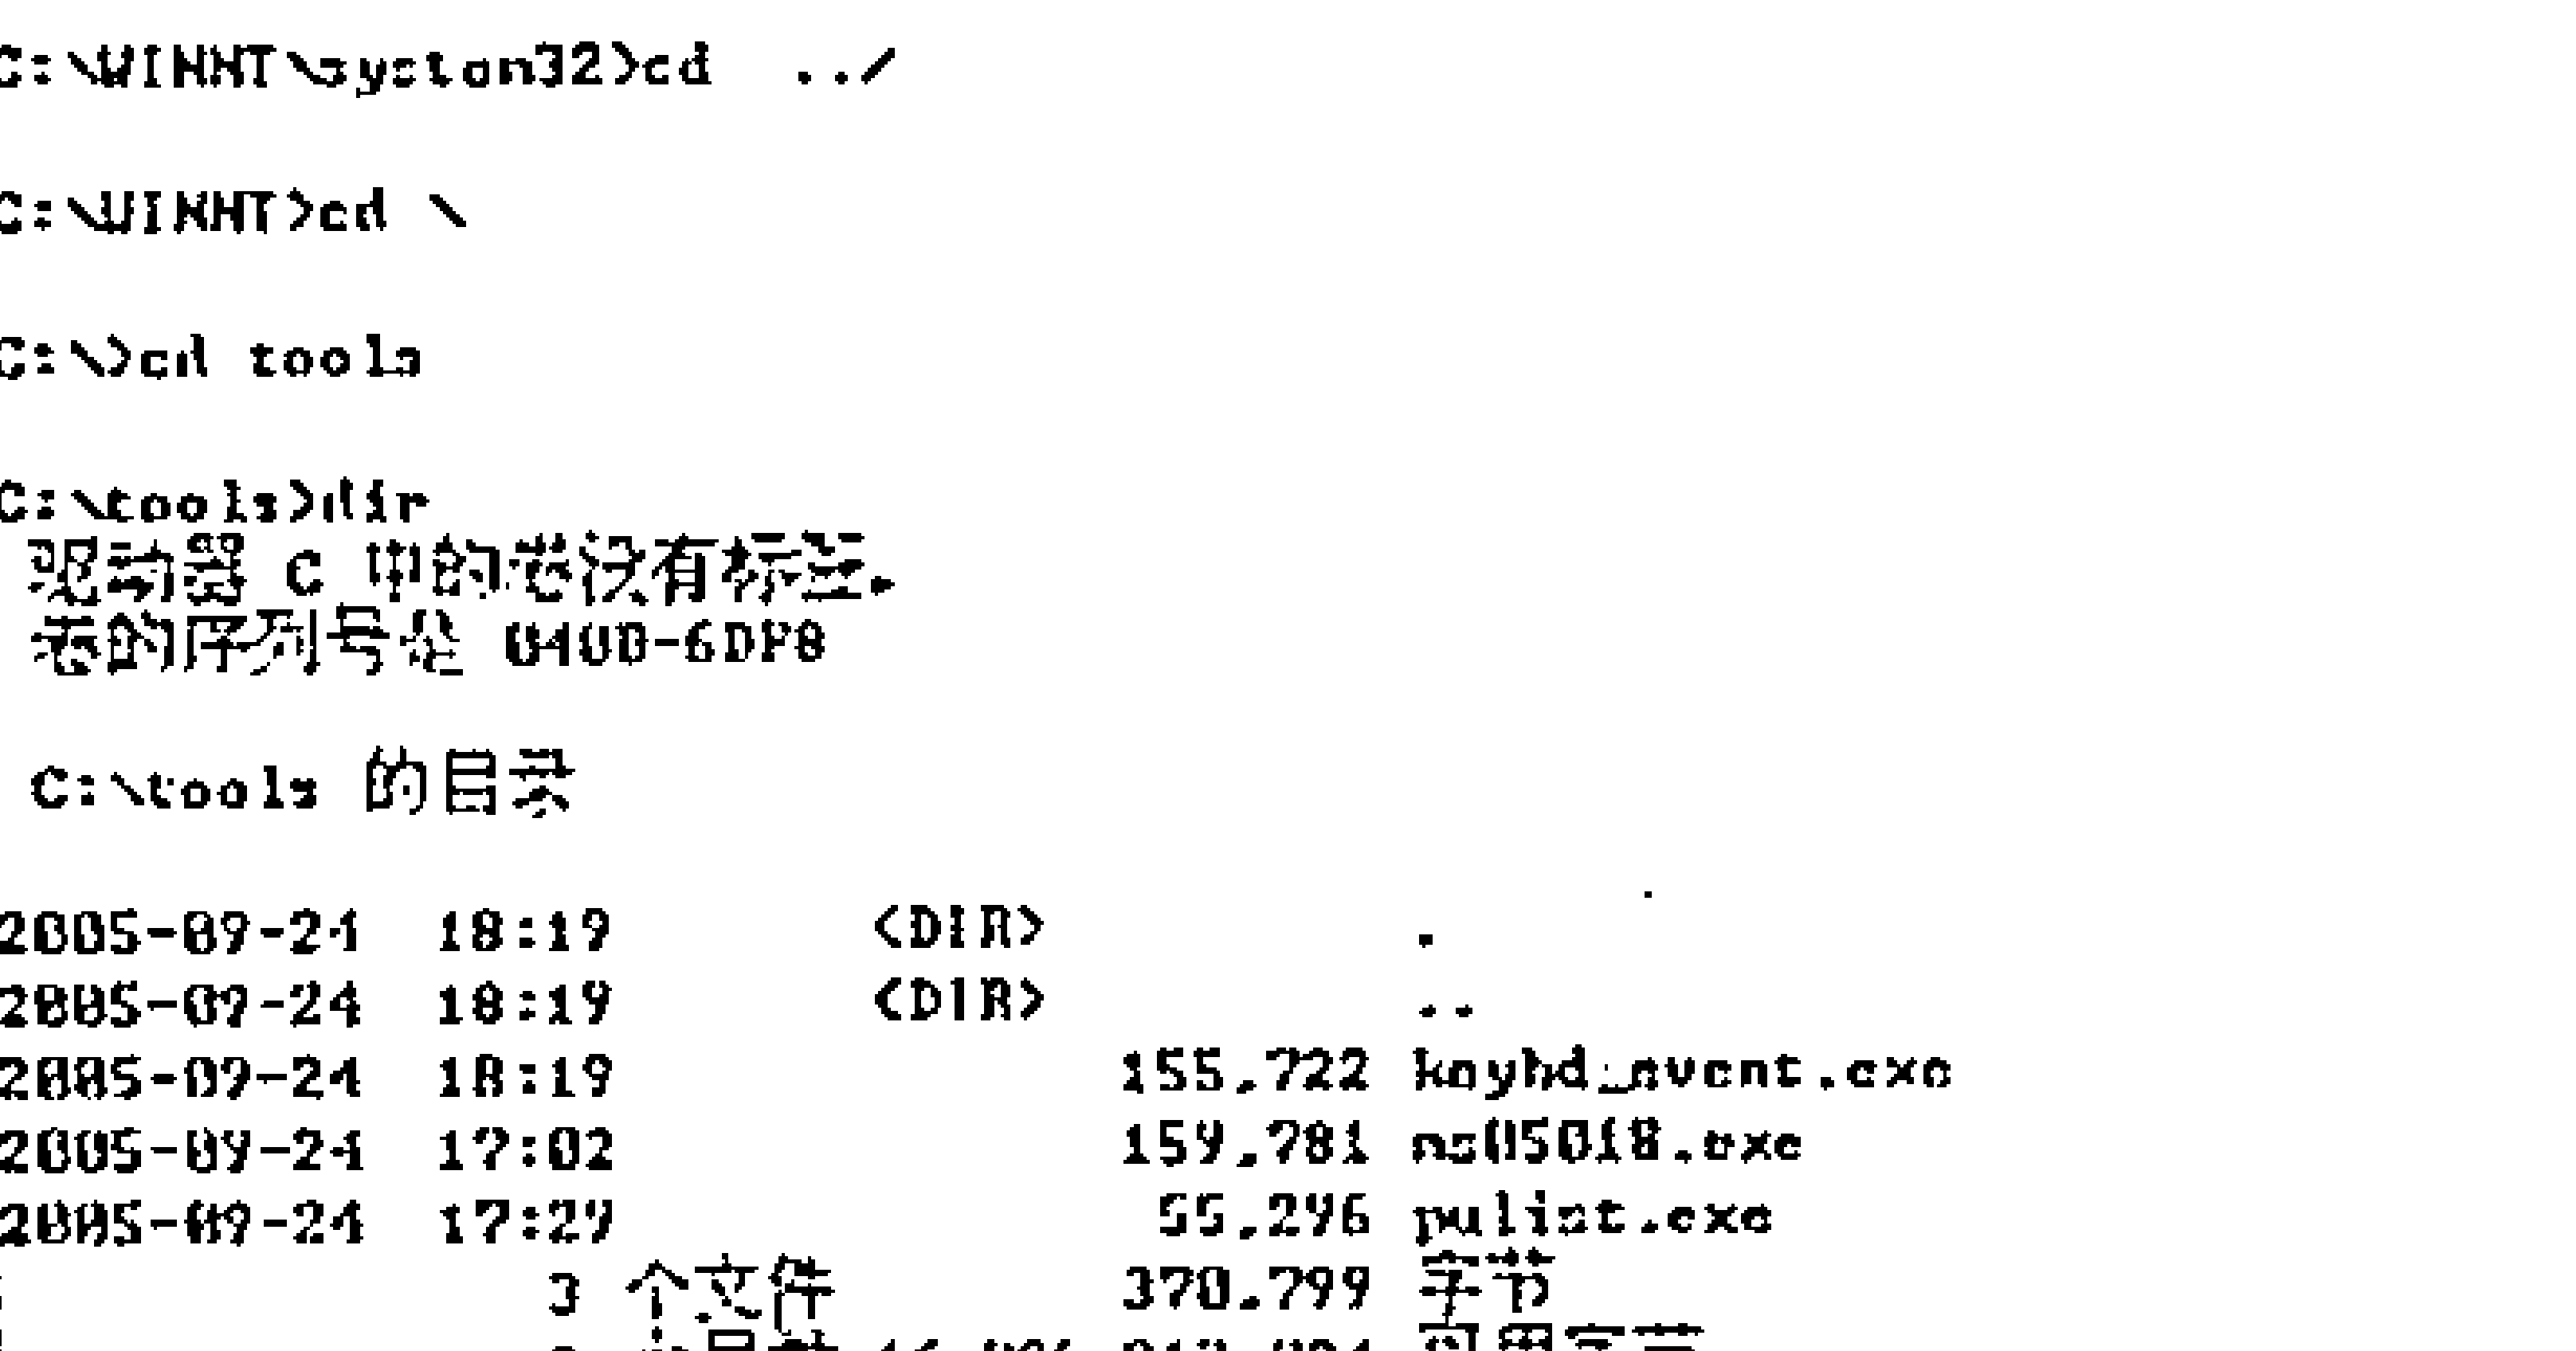 C:\WINNT\system32>cd  ../
C:\WINNT>cd \
C:\>cd tools
C:\tools>dir
驱动器 C 中的卷没有标签。
卷的序列号是
C:\tools 的目录
2005-09-24  18:19  <DIR>  .
2005-09-24  18:19  <DIR>  ..
2005-09-24  18:19  155,722 keybd_event.exe
2005-09-24  17:02  159,781 ms05018.exe
2005-09-24  17:29  55,296 pulist.exe
3 个文件  370,799 字节